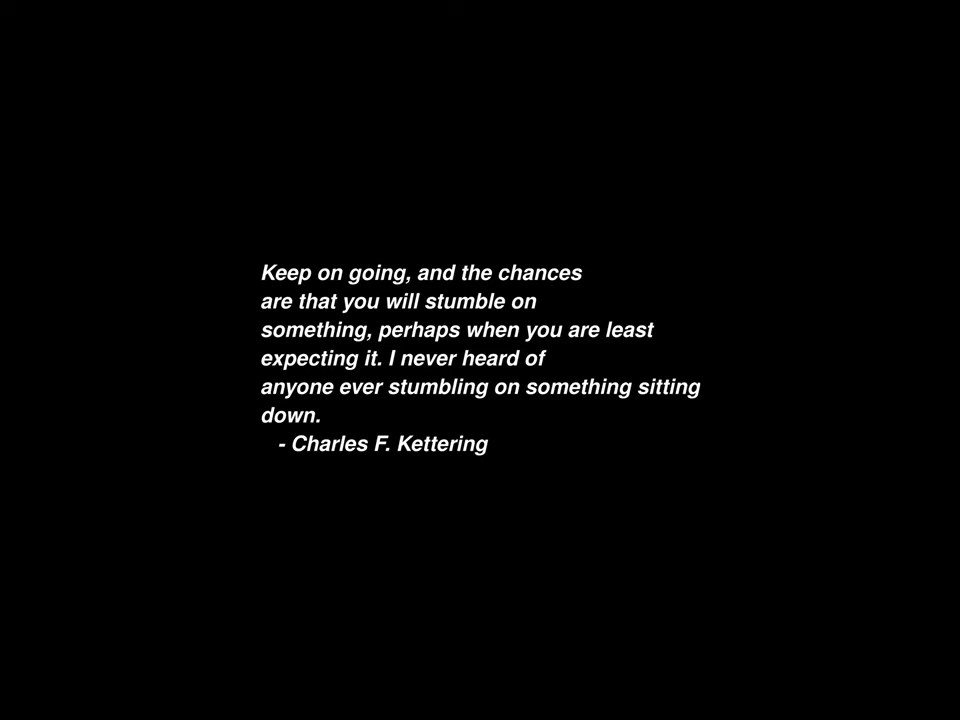 Keep on going, and the chances
are that you will stumble on
something, perhaps when you are least
expecting it. I never heard of
anyone ever stumbling on something sitting
down.
- Charles F. Kettering